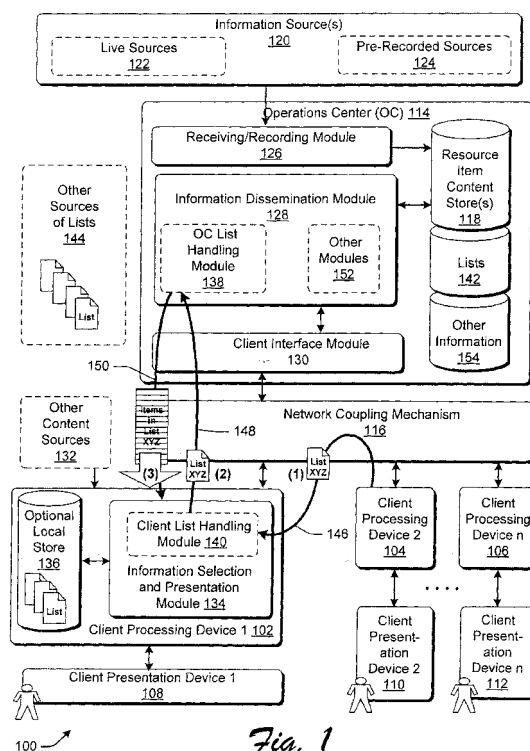 Information Source(s)
120
Live Sources
122
Pre-Recorded Sources
124
Operations Center (OC) 114
Receiving/Recording Module
126
Resource
Item
Content
Store(s)
118
Information Dissemination Module
128
OC List
Handling
Module
138
Other
Modules
152
Lists
142
Other
Information
154
Client Interface Module
130
Other
Sources
of Lists
144
List
150
Other
Content
Sources
132
Items
in
List
XYZ
148
Network Coupling Mechanism
116
(3)
List
XYZ
(2)
(1)
List
XYZ
146
Optional
Local
Store
136
List
Client List Handling
Module 140
Information Selection
and Presentation
Module 134
Client Processing Device 1 102
Client
Processing
Device 2
104
Client
Processing
Device n
106
. . . .
Client Presentation Device 1
108
Client
Present-
ation
Device 2
110
Client
Present-
ation
Device n
112
100
Fig. 1